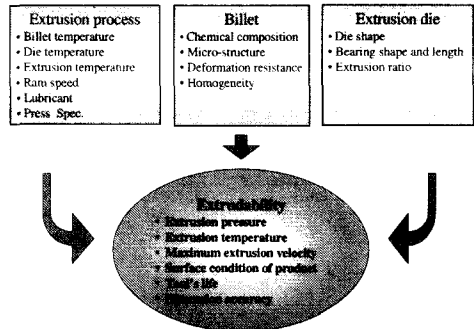 Extrusion process
• Billet temperature
• Die temperature
• Extrusion temperature
• Ram speed
• Lubricant
• Press Spec.
Billet
• Chemical composition
• Micro-structure
• Deformation resistance
• Homogeneity
Extrusion die
• Die shape
• Bearing shape and length
• Extrusion ratio
Extrudability
• Extrusion pressure
• Extrusion temperature
• Maximum extrusion velocity
• Surface condition of product
• Tool's life
• Dimension accuracy